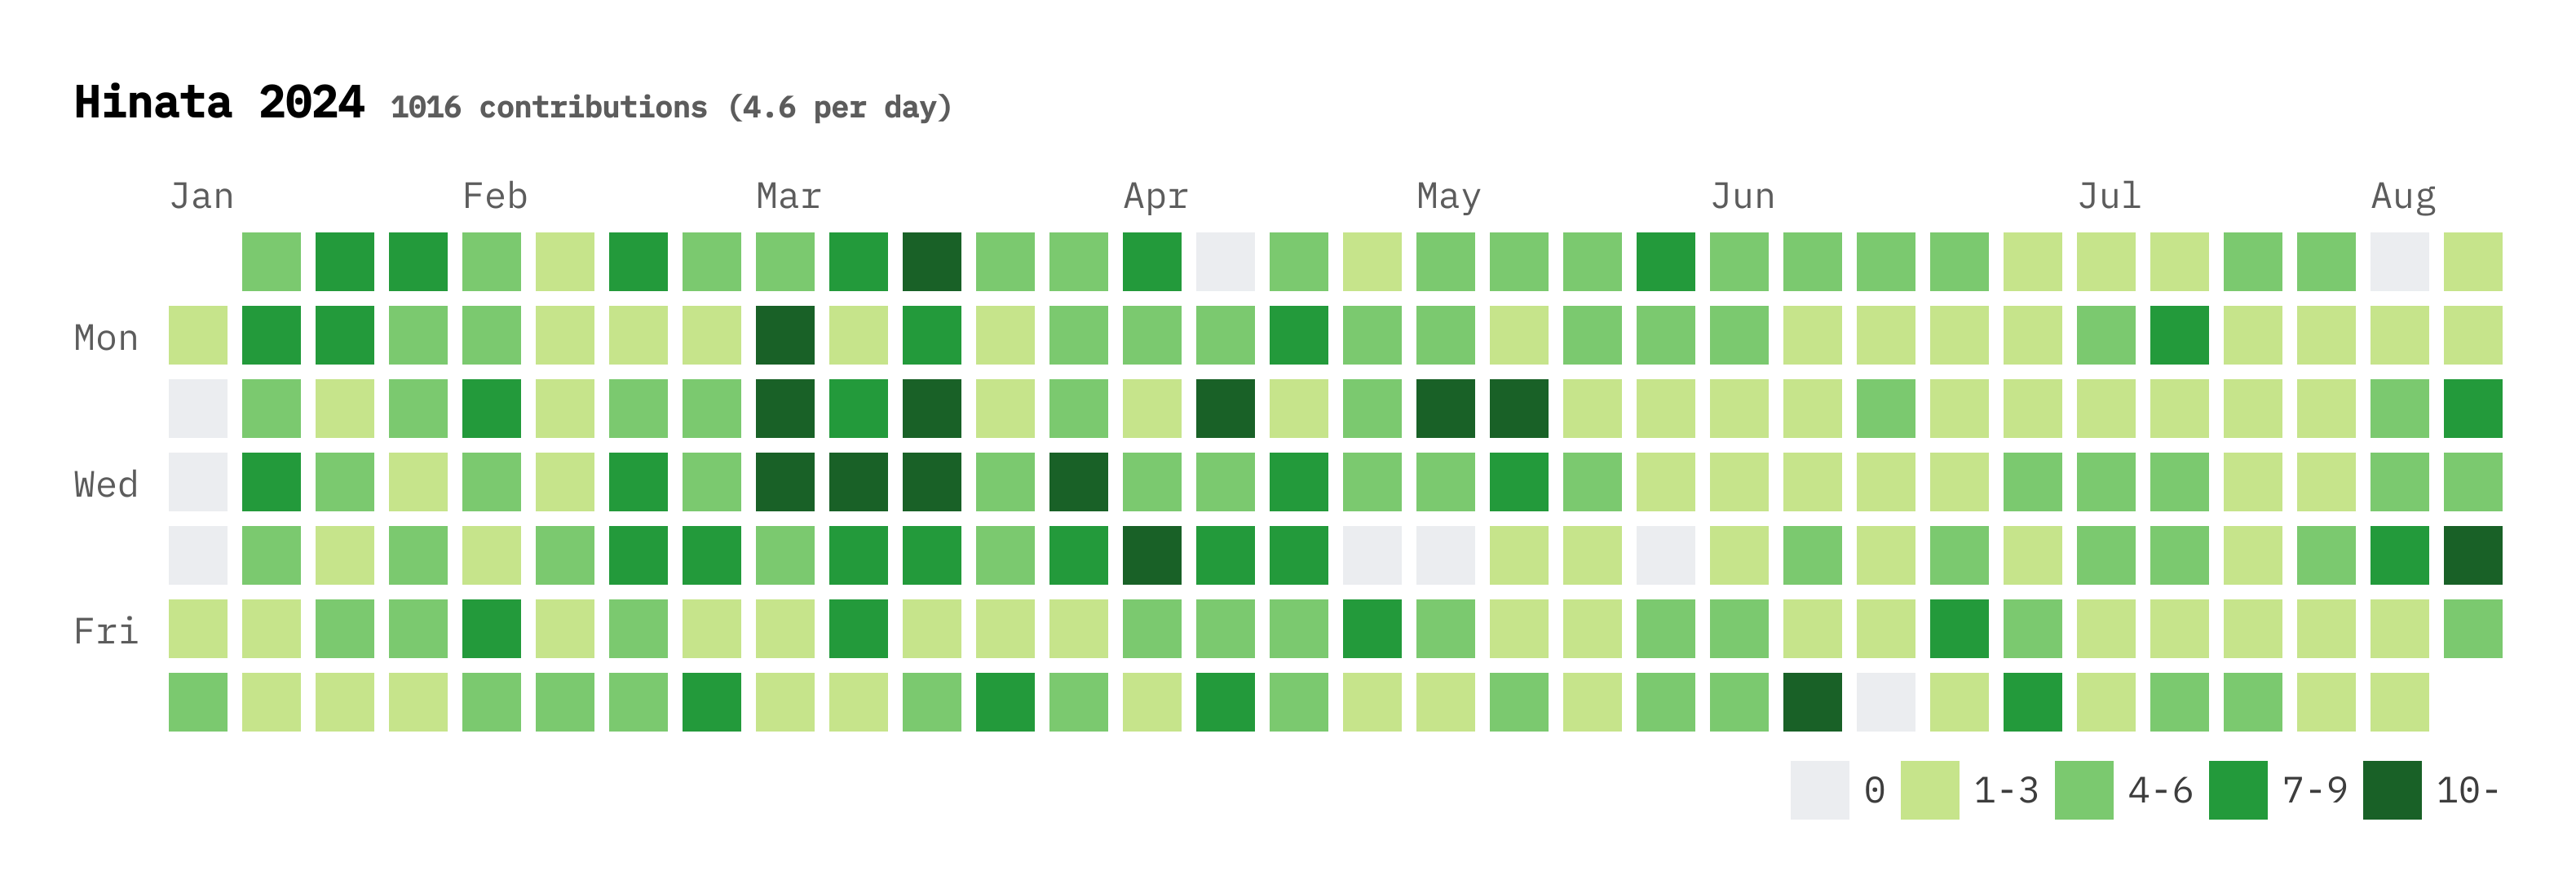 Hinata 2024 1016 contributions (4.6 per day)
Jan Feb Mar Apr May Jun Jul Aug
Mon
Wed
Fri
0 1-3 4-6 7-9 10-